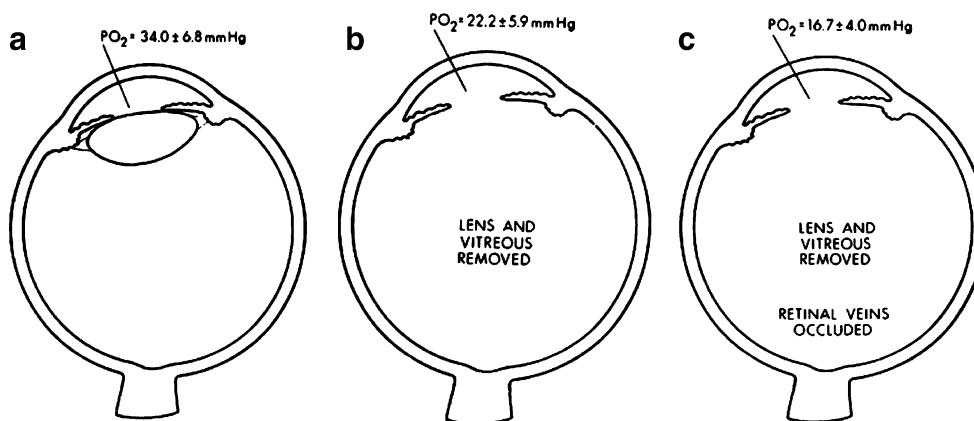 a
PO2 = 34.0 ± 6.8 mm Hg
b
PO2 = 22.2 ± 5.9 mm Hg
LENS AND
VITREOUS
REMOVED
c
PO2 = 16.7 ± 4.0 mm Hg
LENS AND
VITREOUS
REMOVED
RETINAL VEINS
OCCLUDED